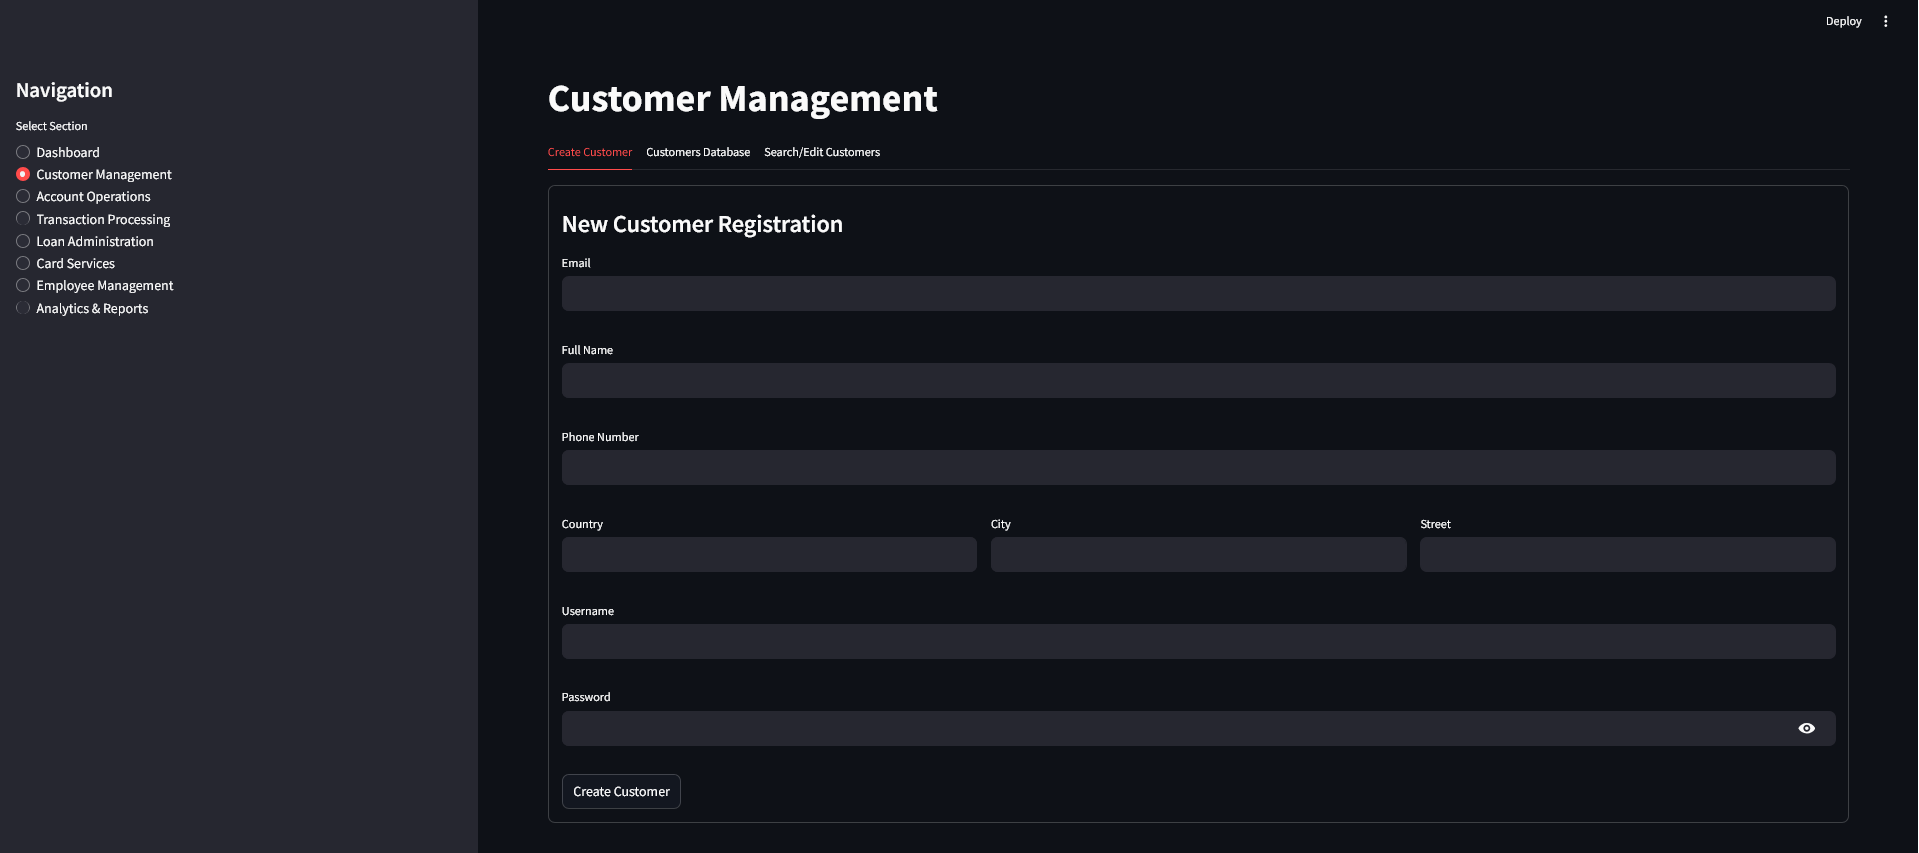 Deploy
Navigation
Select Section
Dashboard
Customer Management
Account Operations
Transaction Processing
Loan Administration
Card Services
Employee Management
Analytics & Reports
Customer Management
Create Customer Customers Database Search/Edit Customers
New Customer Registration
Email
Full Name
Phone Number
Country City Street
Username
Password
Create Customer